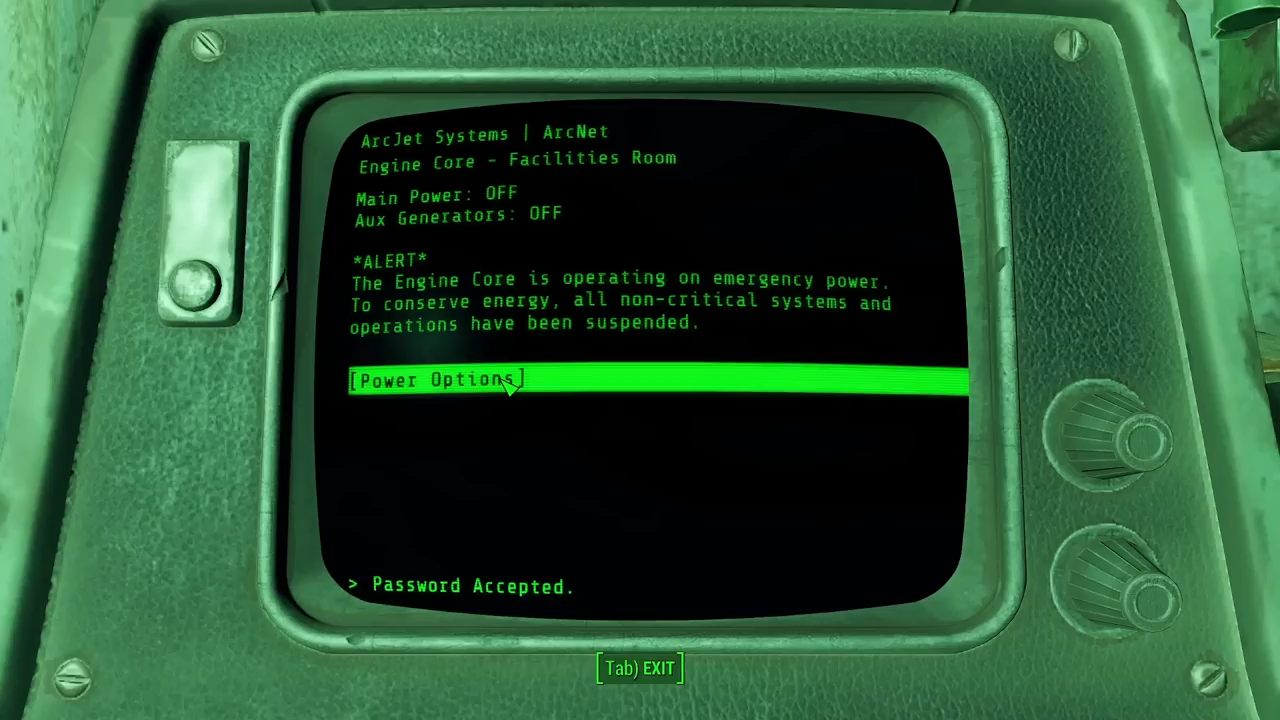 ArcJet Systems | ArcNet
Engine Core - Facilities Room
Main Power: OFF
Aux Generators: OFF
*ALERT*
The Engine Core is operating on emergency power.
To conserve energy, all non-critical systems and
operations have been suspended.
[Power Options]
> Password Accepted.
[Tab) EXIT]